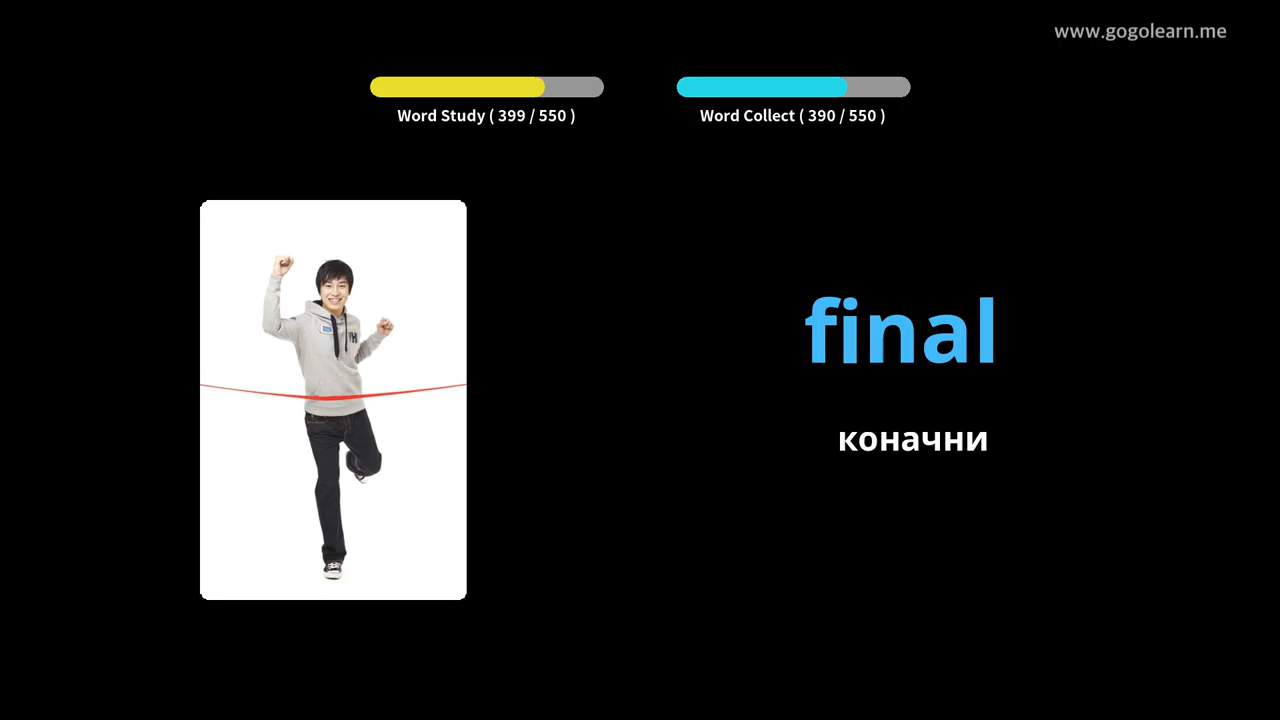 www.gogolearn.me
Word Study ( 399 / 550 )
Word Collect ( 390 / 550 )
final
коначни